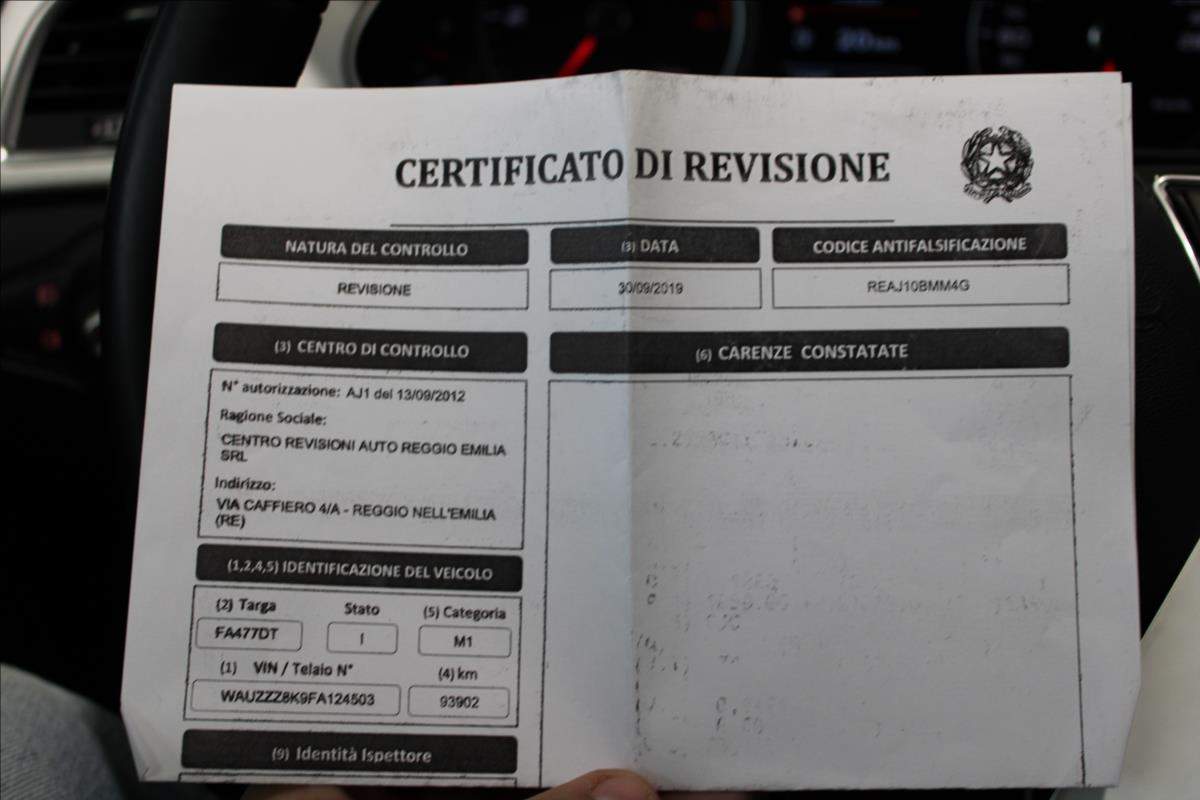 CERTIFICATO DI REVISIONE
NATURA DEL CONTROLLO
REVISIONE
(3) DATA
30/09/2019
CODICE ANTIFALSIFICAZIONE
REAJ10BMM4G
(3) CENTRO DI CONTROLLO
N° autorizzazione: AJ1 del 13/09/2012
Ragione Sociale:
CENTRO REVISIONI AUTO REGGIO EMILIA
SRL
Indirizzo:
VIA CAFFIERO 4/A - REGGIO NELL'EMILIA
(RE)
(6) CARENZE CONSTATATE
(1,2,4,5) IDENTIFICAZIONE DEL VEICOLO
(2) Targa Stato (5) Categoria
FA477DT I M1
(1) VIN / Telaio N° (4) km
WAUZZZ8K9FA124503 93902
(9) Identità Ispettore